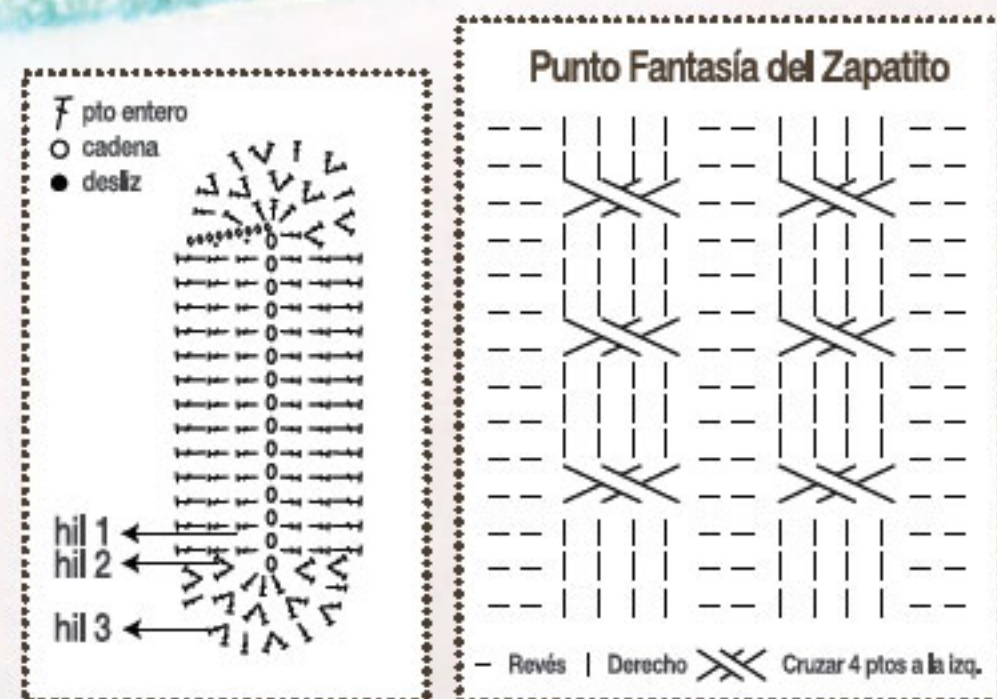 pto entero
cadena
desliz
hil 1
hil 2
hil 3
Punto Fantasía del Zapatito
– Revés | Derecho Cruzar 4 ptos a la izq.